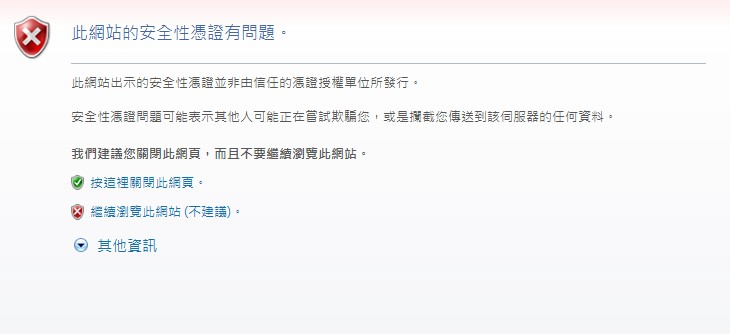 此網站的安全性憑證有問題。
此網站出示的安全性憑證並非由信任的憑證授權單位所發行。
安全性憑證問題可能表示其他人可能正在嘗試欺騙您，或是攔截您傳送到該伺服器的任何資料。
我們建議您關閉此網頁，而且不要繼續瀏覽此網站。
按這裡關閉此網頁。
繼續瀏覽此網站 (不建議)。
其他資訊